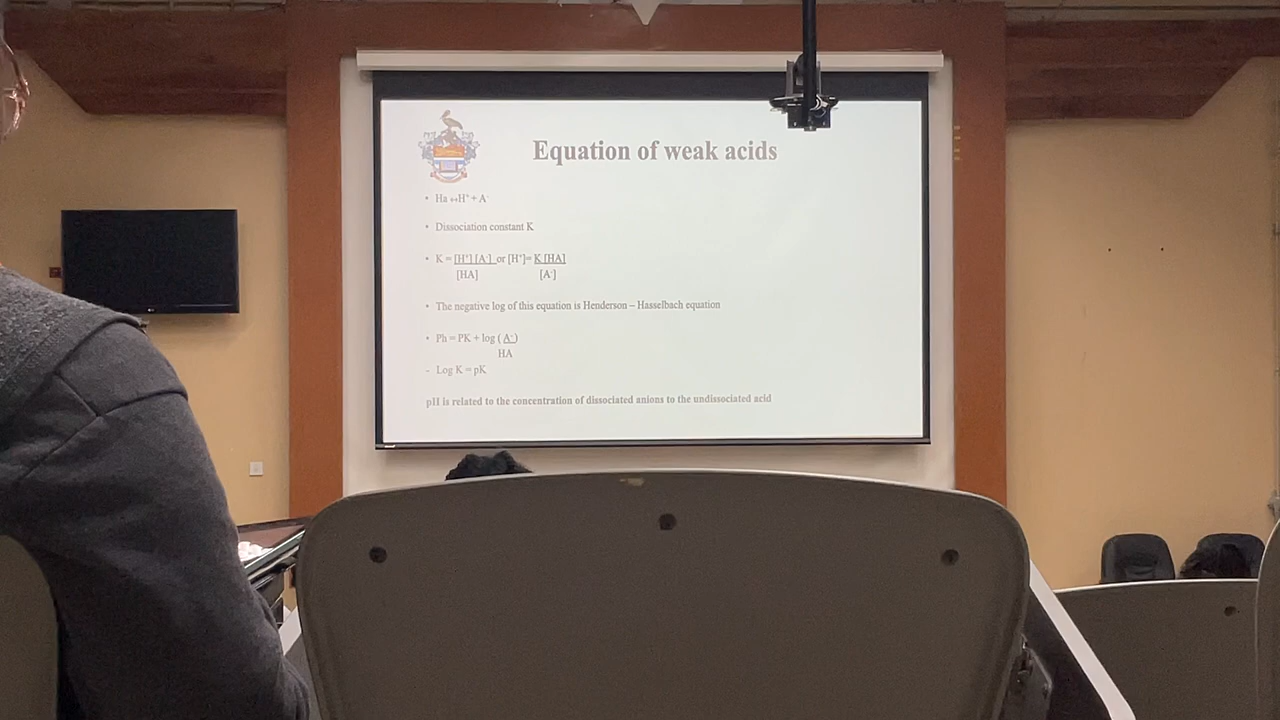 Equation of weak acids
• Ha ↔H⁺ + A⁻
• Dissociation constant K
• K = [H⁺] [A⁻] or [H⁺]= K [HA]
[HA] [A⁻]
• The negative log of this equation is Henderson – Hasselbach equation
• Ph = PK + log ( A⁻)
HA
- Log K = pK
pH is related to the concentration of dissociated anions to the undissociated acid